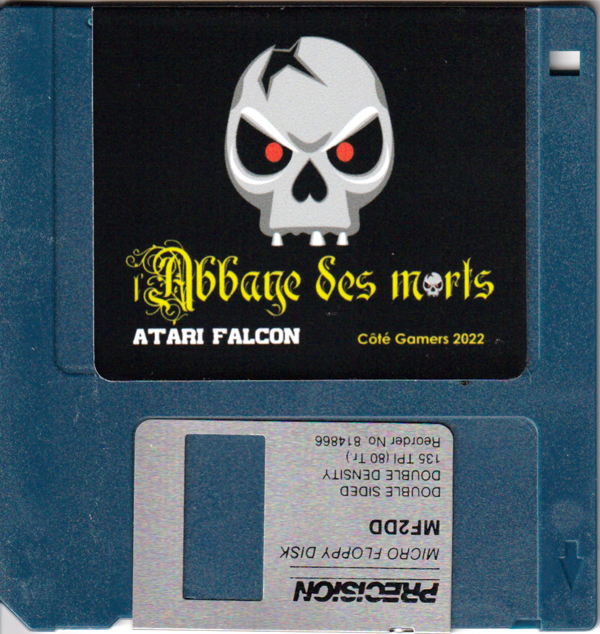 l'Abbaye des morts
ATARI FALCON
Côté Gamers 2022
PRECISION
MICRO FLOPPY DISK
MF2DD
DOUBLE SIDED
DOUBLE DENSITY
135 TPI (80 Tr.)
Reorder No. 814866